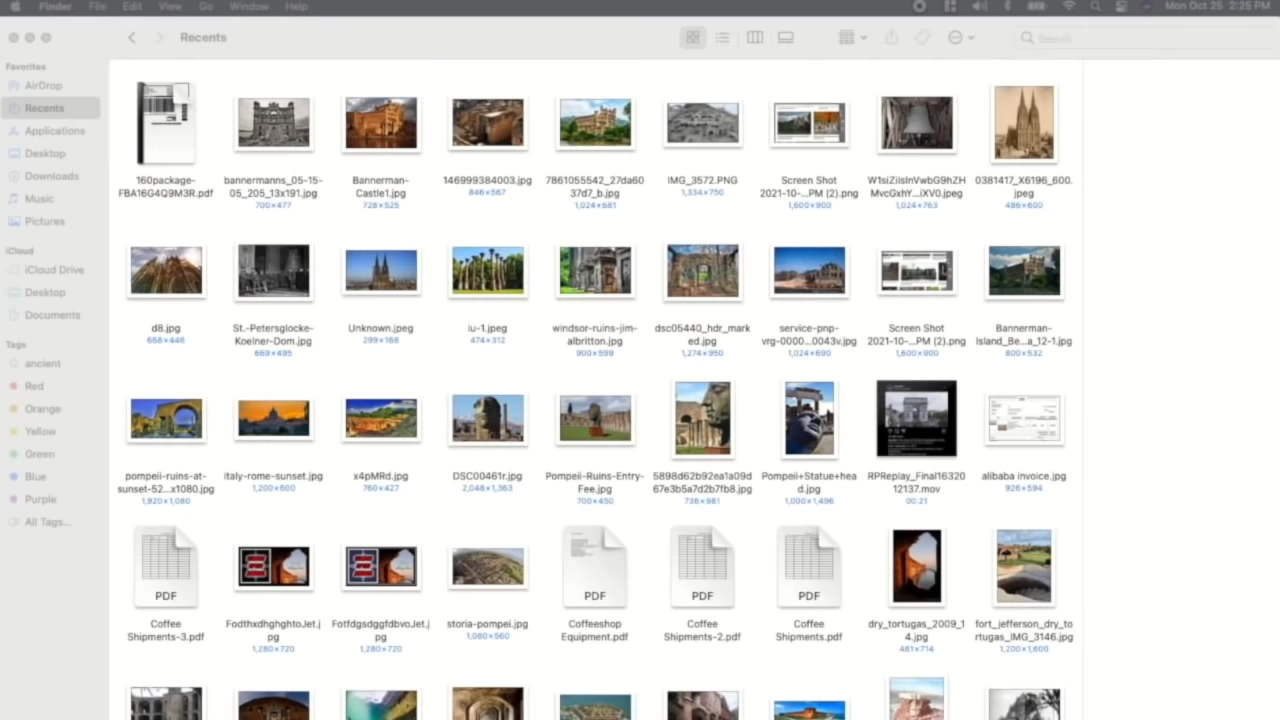 Finder File Edit View Go Window Help Mon Oct 25 2:25 PM
Recents
Search
Favorites
AirDrop
Recents
Applications
Desktop
Downloads
Music
Pictures
iCloud
iCloud Drive
Desktop
Documents
Tags
ancient
Red
Orange
Yellow
Green
Blue
Purple
All Tags...
160package-
FBA16G4Q9M3R.pdf
bannermanns_05-15-
05_205_13x191.jpg
700×477
Bannerman-
Castle1.jpg
728×525
146999384003.jpg
846×567
7861055542_27da60
37d7_b.jpg
1,024×681
IMG_3572.PNG
1,334×750
Screen Shot
2021-10-...PM (2).png
1,600×900
W1siZiIsInVwbG9hZH
MvcGxhY...iXV0.jpeg
1,024×763
0381417_X6196_600.
jpeg
486×600
d8.jpg
668×446
St.-Petersglocke-
Koelner-Dom.jpg
669×495
Unknown.jpeg
299×168
iu-1.jpeg
474×312
windsor-ruins-jim-
albritton.jpg
900×599
dsc05440_hdr_mark
ed.jpg
1,274×950
service-pnp-
vrg-0000...0043v.jpg
1,024×690
Screen Shot
2021-10-...PM (2).png
1,600×900
Bannerman-
Island_Be...a_12-1.jpg
800×532
pompeii-ruins-at-
sunset-52...x1080.jpg
1,920×1,080
italy-rome-sunset.jpg
1,200×600
x4pMRd.jpg
760×427
DSC00461r.jpg
2,048×1,363
Pompeii-Ruins-Entry-
Fee.jpg
700×450
5898d62b92ea1a09d
67e3b5a7d2b7fb8.jpg
736×981
Pompeii+Statue+hea
d.jpg
1,000×1,496
RPReplay_Final16320
12137.mov
00:21
alibaba invoice.jpg
926×594
PDF
Coffee
Shipments-3.pdf
FodthxdhghghtoJet.j
pg
1,280×720
FotfdgsdggfdbvoJet.j
pg
1,280×720
storia-pompei.jpg
1,080×560
PDF
Coffeeshop
Equipment.pdf
PDF
Coffee
Shipments-2.pdf
PDF
Coffee
Shipments.pdf
dry_tortugas_2009_1
4.jpg
481×714
fort_jefferson_dry_to
rtugas_IMG_3146.jpg
1,200×1,600